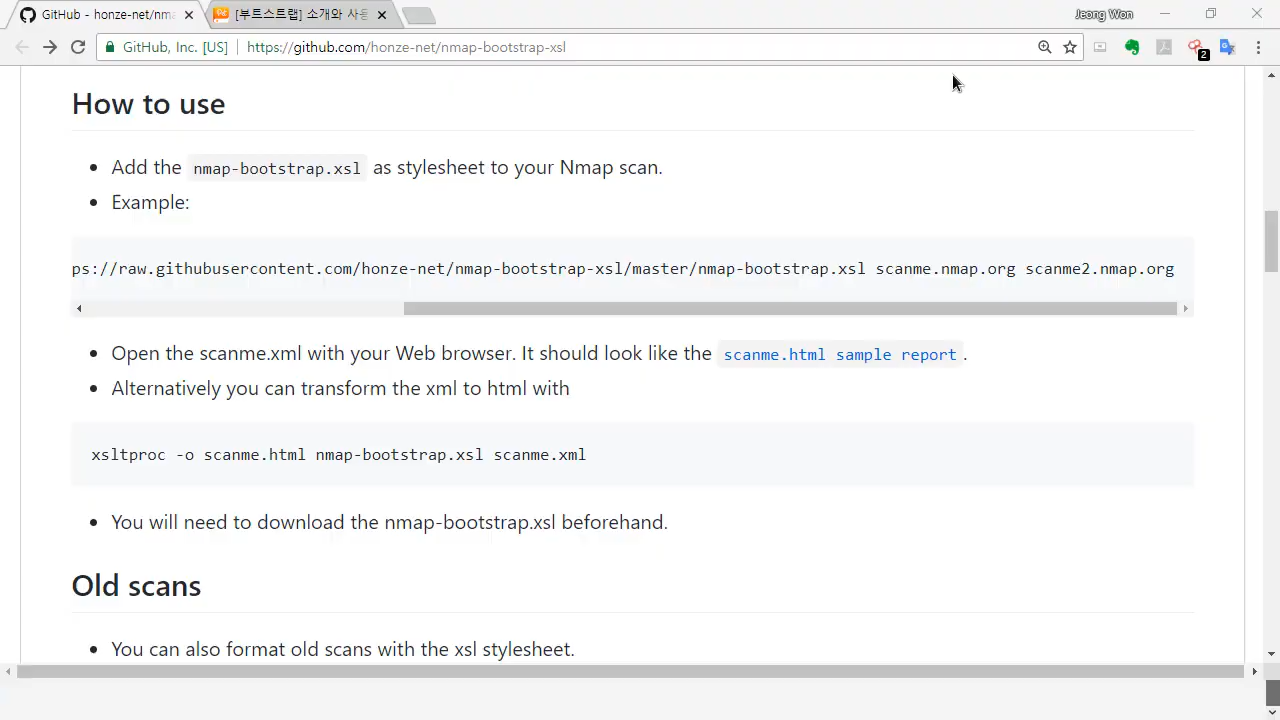 GitHub - honze-net/nma
[부트스트랩] 소개와 사용
Jeong Won
GitHub, Inc. [US]
https://github.com/honze-net/nmap-bootstrap-xsl
2
How to use
Add the nmap-bootstrap.xsl as stylesheet to your Nmap scan.
Example:
ps://raw.githubusercontent.com/honze-net/nmap-bootstrap-xsl/master/nmap-bootstrap.xsl scanme.nmap.org scanme2.nmap.org
Open the scanme.xml with your Web browser. It should look like the scanme.html sample report.
Alternatively you can transform the xml to html with
xsltproc -o scanme.html nmap-bootstrap.xsl scanme.xml
You will need to download the nmap-bootstrap.xsl beforehand.
Old scans
You can also format old scans with the xsl stylesheet.